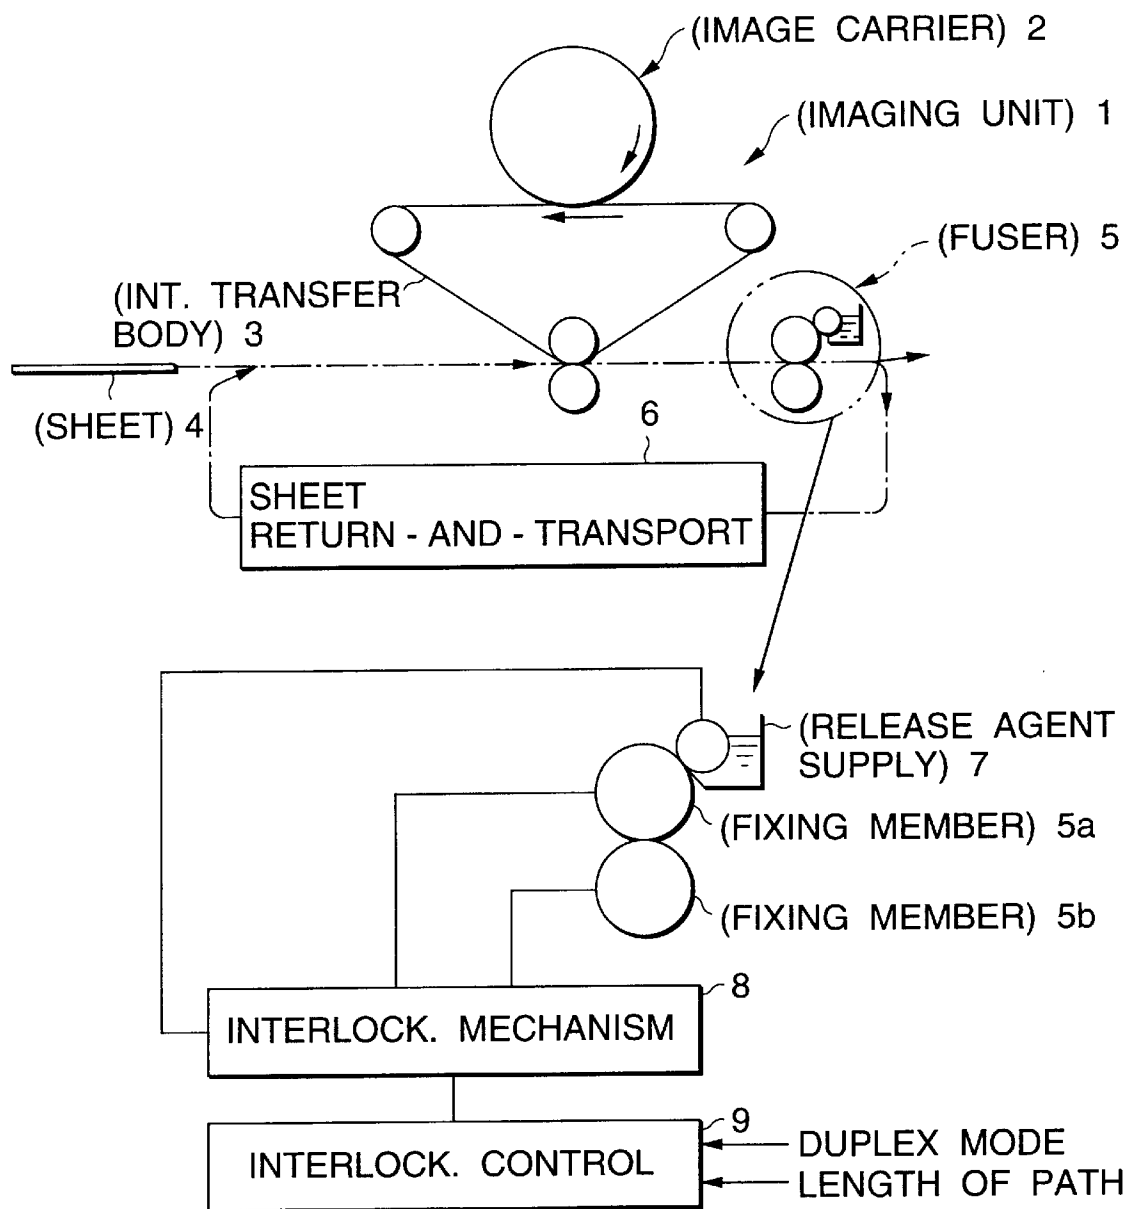 (IMAGE CARRIER) 2
(IMAGING UNIT) 1
(FUSER) 5
(INT. TRANSFER
BODY) 3
(SHEET) 4
6
SHEET
RETURN - AND - TRANSPORT
(RELEASE AGENT
SUPPLY) 7
(FIXING MEMBER) 5a
(FIXING MEMBER) 5b
8
INTERLOCK. MECHANISM
9
INTERLOCK. CONTROL
DUPLEX MODE
LENGTH OF PATH